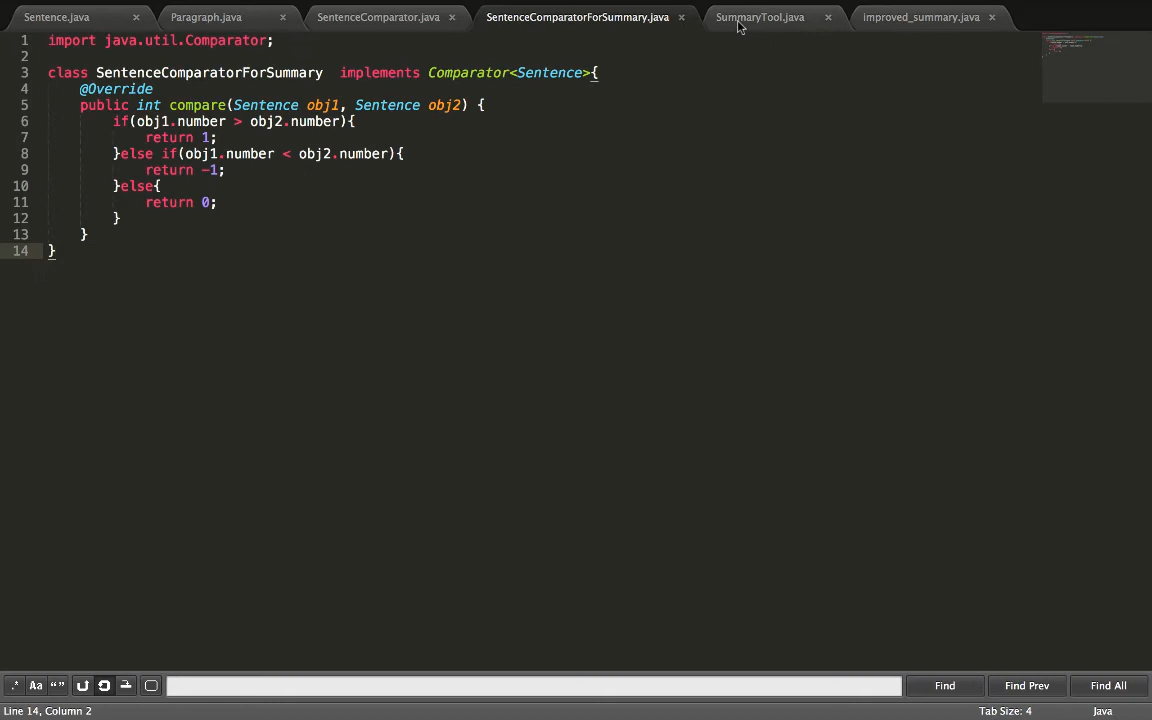 Sentence.java × Paragraph.java × SentenceComparator.java × SentenceComparatorForSummary.java × SummaryTool.java × improved_summary.java ×
1 import java.util.Comparator;
2
3 class SentenceComparatorForSummary  implements Comparator<Sentence>{
4     @Override
5     public int compare(Sentence obj1, Sentence obj2) {
6         if(obj1.number > obj2.number){
7             return 1;
8         }else if(obj1.number < obj2.number){
9             return -1;
10         }else{
11             return 0;
12         }
13     }
14 }
.* Aa “” Find Find Prev Find All
Line 14, Column 2 Tab Size: 4 Java